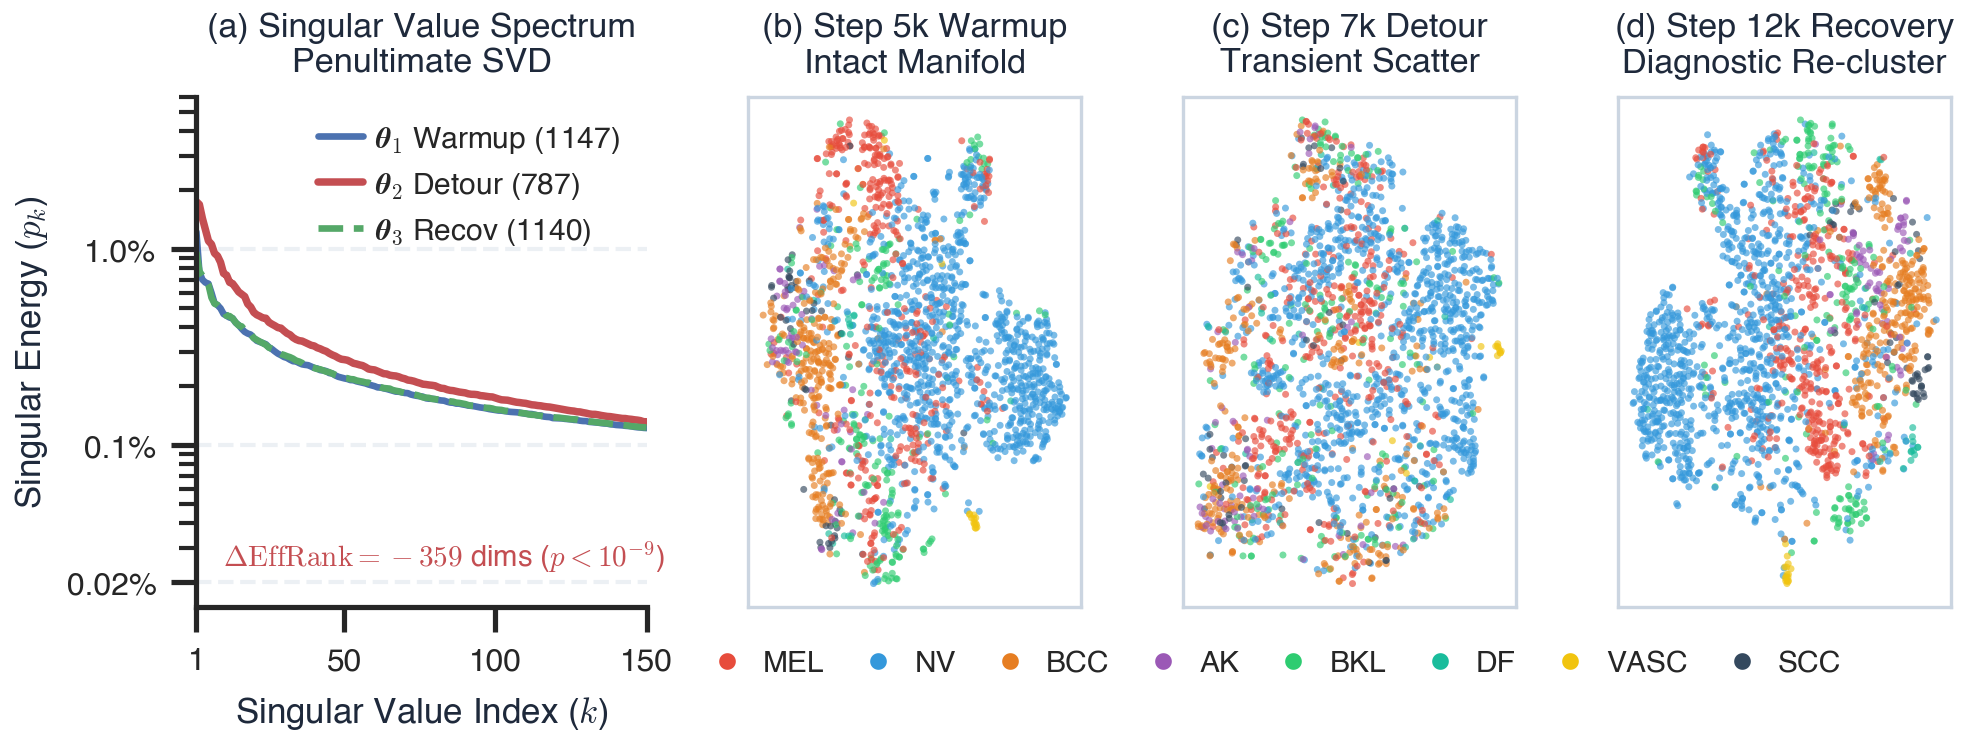 (a) Singular Value Spectrum
Penultimate SVD
θ₁ Warmup (1147)
θ₂ Detour (787)
θ₃ Recov (1140)
Singular Energy (pₖ)
1.0%
0.1%
0.02%
ΔEffRank = −359 dims (p < 10⁻⁹)
1 50 100 150
Singular Value Index (k)
(b) Step 5k Warmup
Intact Manifold
(c) Step 7k Detour
Transient Scatter
(d) Step 12k Recovery
Diagnostic Re-cluster
MEL NV BCC AK BKL DF VASC SCC